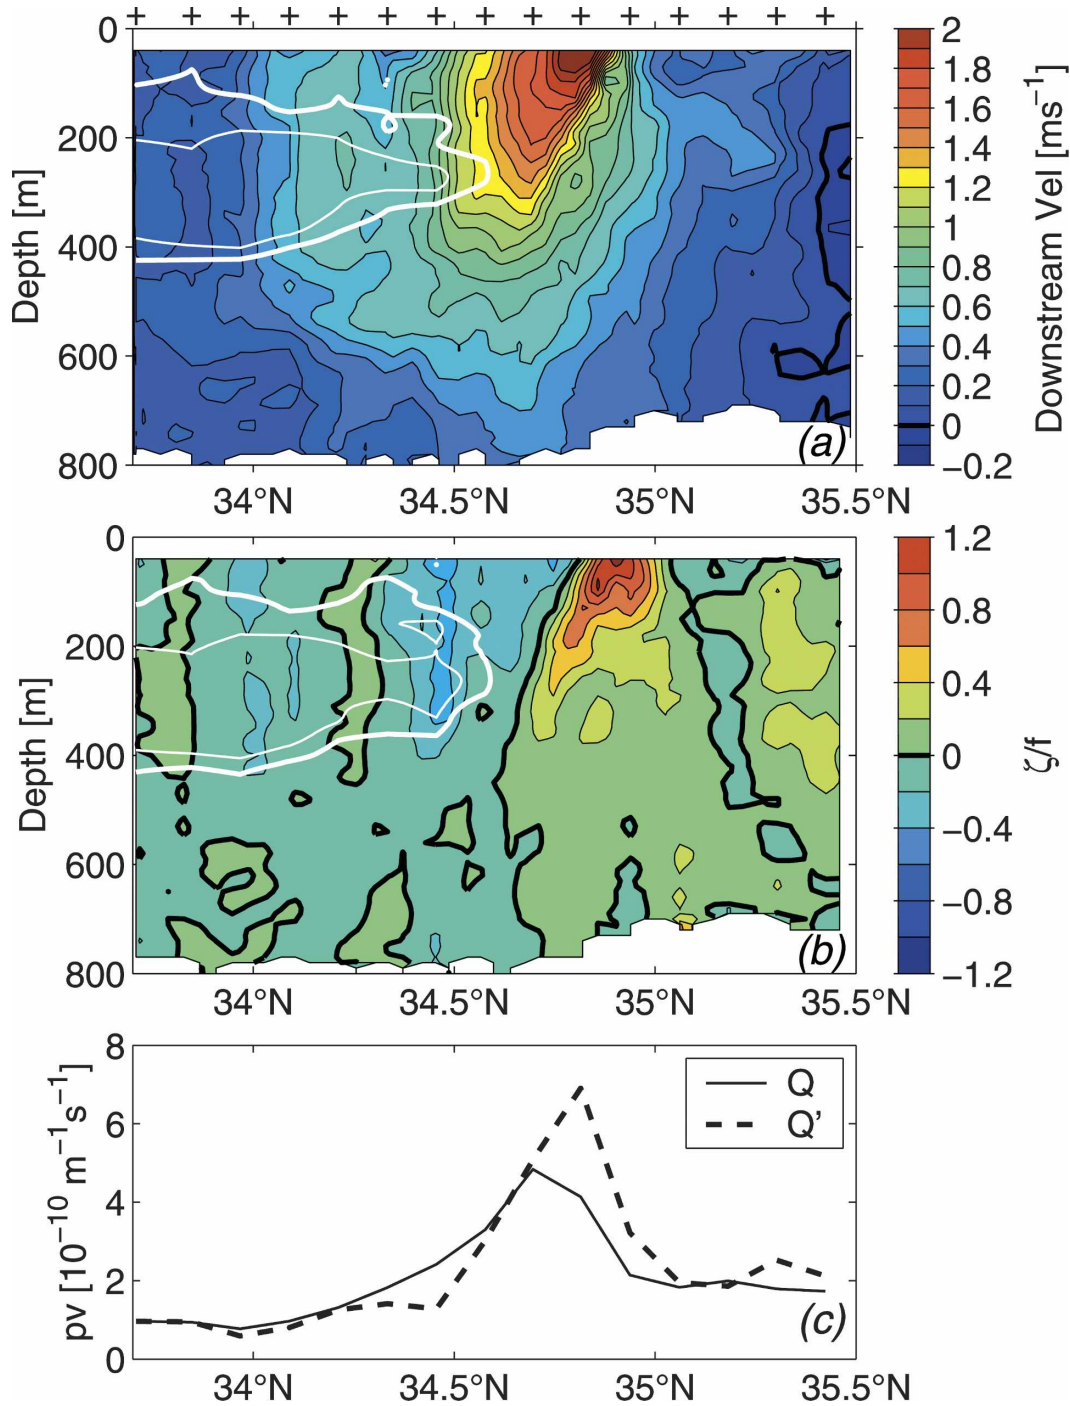 + + + + + + + + + + + + + + +
0
200
400
600
800
Depth [m]
34°N
34.5°N
35°N
35.5°N
(a)
2
1.8
1.6
1.4
1.2
1
0.8
0.6
0.4
0.2
0
−0.2
Downstream Vel [ms⁻¹]
0
200
400
600
800
Depth [m]
34°N
34.5°N
35°N
35.5°N
(b)
1.2
0.8
0.4
0
−0.4
−0.8
−1.2
ζ/f
8
6
4
2
0
pv [10⁻¹⁰ m⁻¹s⁻¹]
Q
Q’
(c)
34°N
34.5°N
35°N
35.5°N